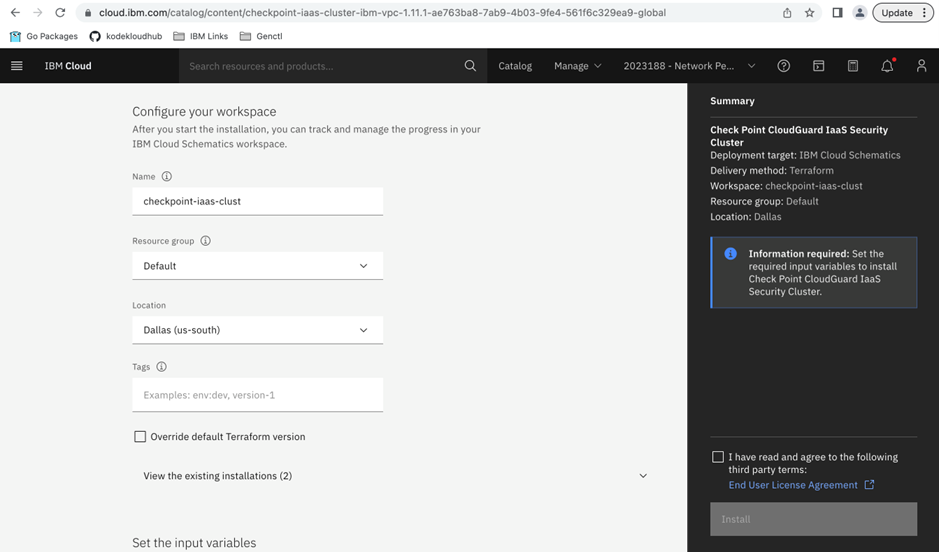 cloud.ibm.com/catalog/content/checkpoint-iaas-cluster-ibm-vpc-1.11.1-ae763ba8-7ab9-4b03-9fe4-561f6c329ea9-global
Update
Go Packages
kodekloudhub
IBM Links
Genctl
IBM Cloud
Search resources and products...
Catalog
Manage
2023188 - Network Pe...
Configure your workspace
After you start the installation, you can track and manage the progress in your
IBM Cloud Schematics workspace.
Name
checkpoint-iaas-clust
Resource group
Default
Location
Dallas (us-south)
Tags
Examples: env:dev, version-1
Override default Terraform version
View the existing installations (2)
Set the input variables
Summary
Check Point CloudGuard IaaS Security
Cluster
Deployment target: IBM Cloud Schematics
Delivery method: Terraform
Workspace: checkpoint-iaas-clust
Resource group: Default
Location: Dallas
Information required: Set the
required input variables to install
Check Point CloudGuard IaaS
Security Cluster.
I have read and agree to the following
third party terms:
End User License Agreement
Install